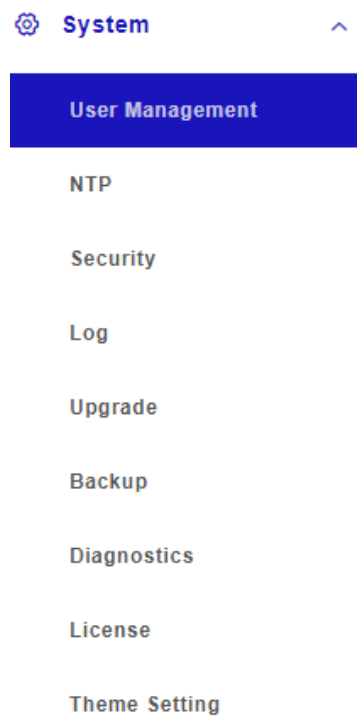 System
User Management
NTP
Security
Log
Upgrade
Backup
Diagnostics
License
Theme Setting